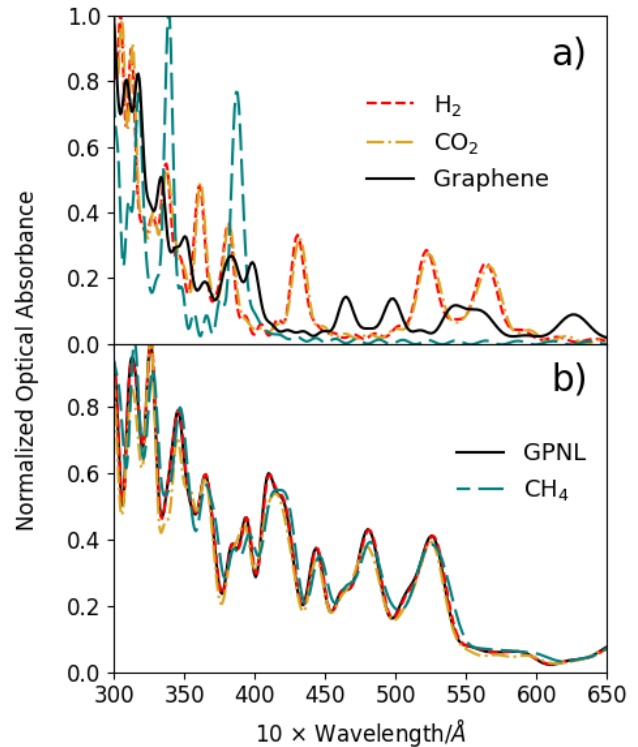 1.0
a)
0.8
H₂
CO₂
0.6
Graphene
0.4
0.2
0.0
Normalized Optical Absorbance
b)
0.8
GPNL
CH₄
0.6
0.4
0.2
0.0
300 350 400 450 500 550 600 650
10 × Wavelength/Å